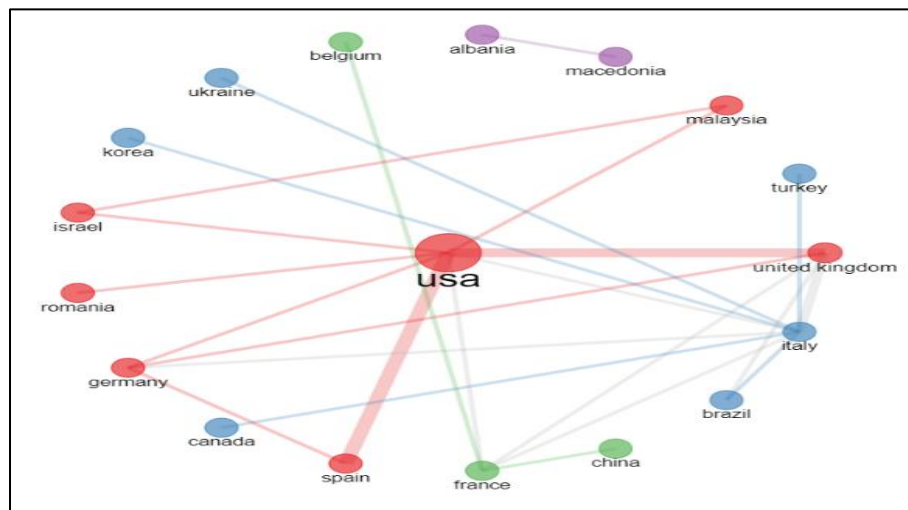 albania
belgium
macedonia
ukraine
malaysia
korea
turkey
israel
usa
united kingdom
romania
italy
germany
brazil
canada
china
spain
france